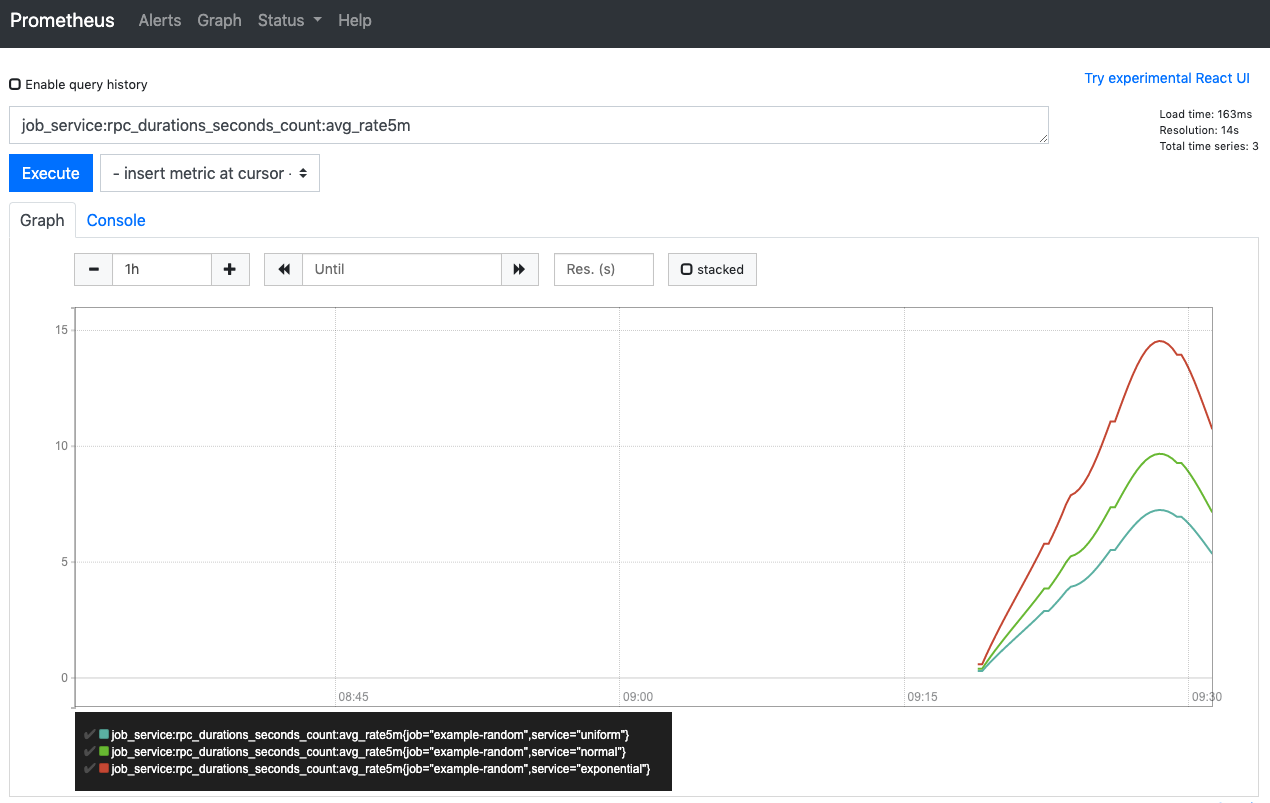 Prometheus Alerts Graph Status Help
Enable query history
Try experimental React UI
job_service:rpc_durations_seconds_count:avg_rate5m
Load time: 163ms
Resolution: 14s
Total time series: 3
Execute
- insert metric at cursor -
Graph Console
1h
Until
Res. (s)
stacked
15
10
5
0
08:45
09:00
09:15
09:30
job_service:rpc_durations_seconds_count:avg_rate5m{job="example-random",service="uniform"}
job_service:rpc_durations_seconds_count:avg_rate5m{job="example-random",service="normal"}
job_service:rpc_durations_seconds_count:avg_rate5m{job="example-random",service="exponential"}